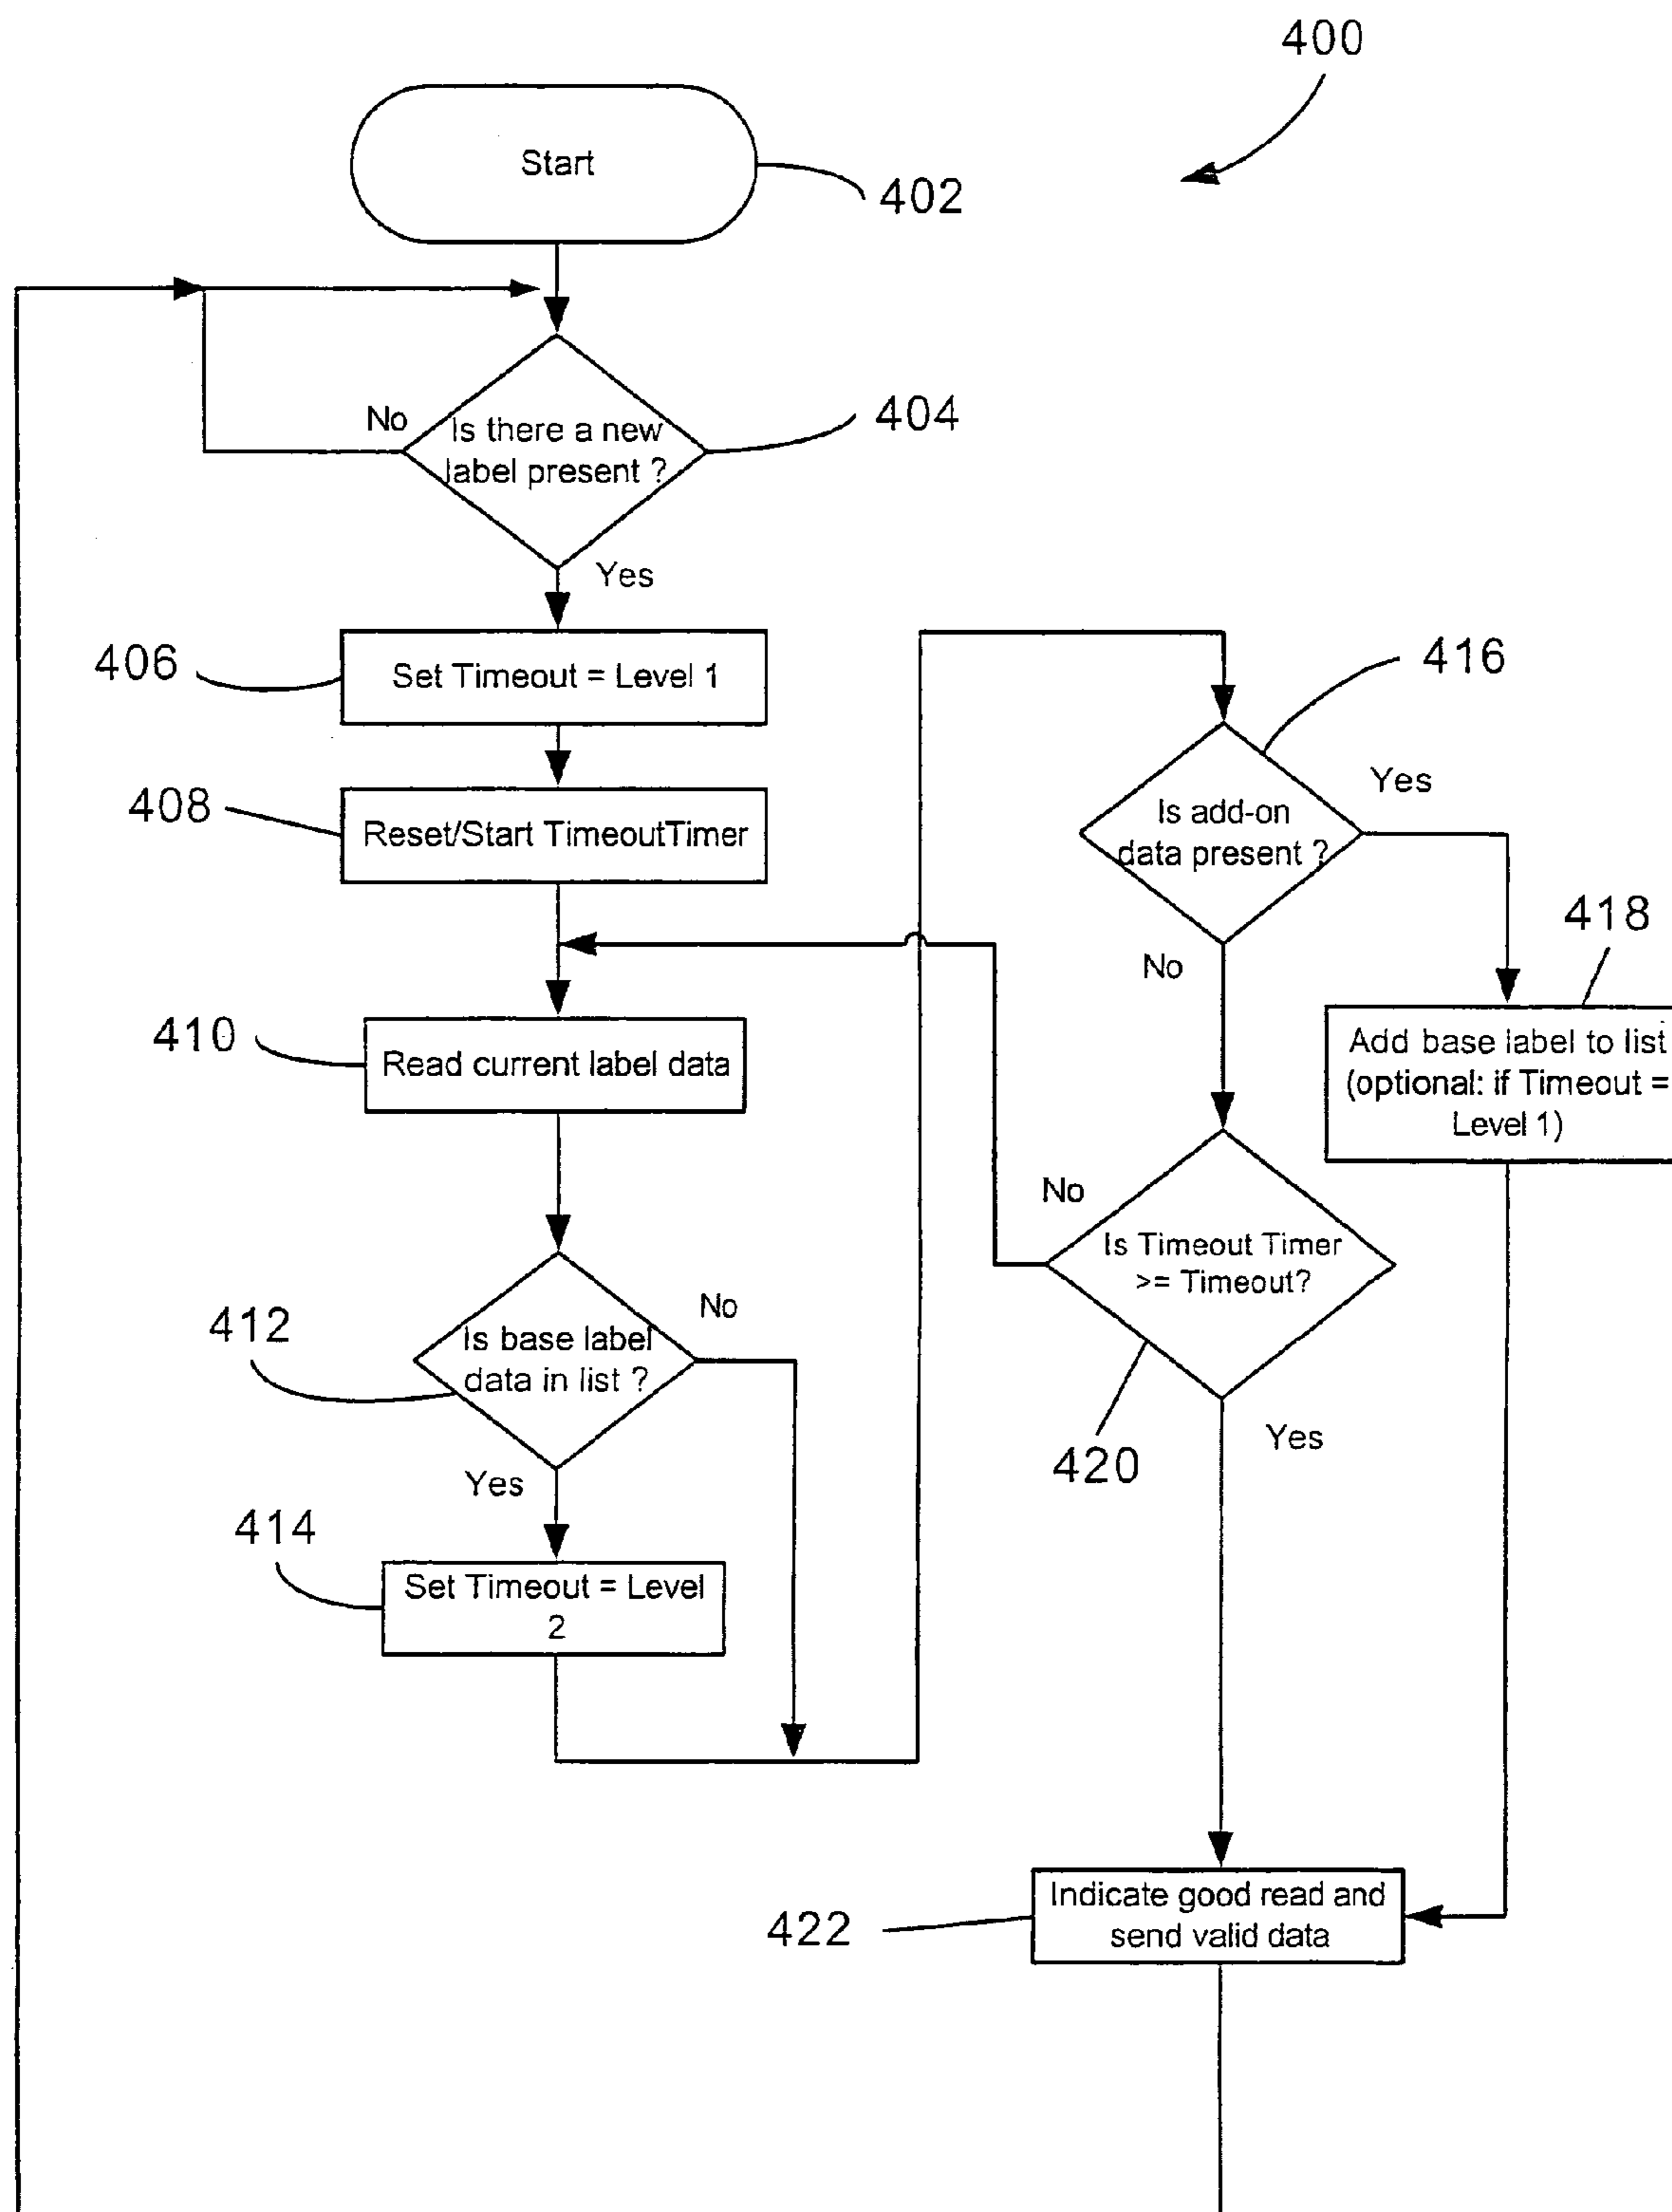 400
Start
402
No
Is there a new
label present ?
404
Yes
406
Set Timeout = Level 1
416
408
Reset/Start TimeoutTimer
Yes
Is add-on
data present ?
418
No
410
Read current label data
Add base label to list
(optional: if Timeout =
Level 1)
No
Is Timeout Timer
>= Timeout?
412
No
Is base label
data in list ?
420
Yes
Yes
414
Set Timeout = Level
2
422
Indicate good read and
send valid data